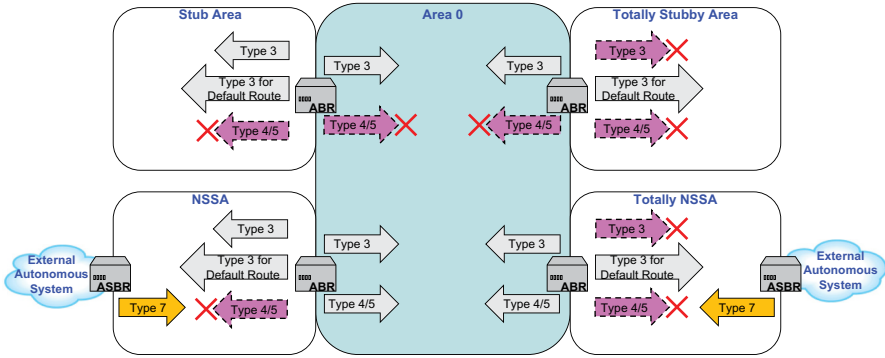 Stub Area
Area 0
Totally Stubby Area
Type 3
Type 3
Type 3
Type 3
Type 3 for
Default Route
ABR
ABR
Type 3 for
Default Route
Type 4/5
Type 4/5
Type 4/5
Type 4/5
NSSA
Totally NSSA
Type 3
Type 3
Type 3
Type 3
External
Autonomous
System
ASBR
Type 3 for
Default Route
ABR
ABR
Type 3 for
Default Route
ASBR
External
Autonomous
System
Type 7
Type 4/5
Type 4/5
Type 4/5
Type 4/5
Type 7